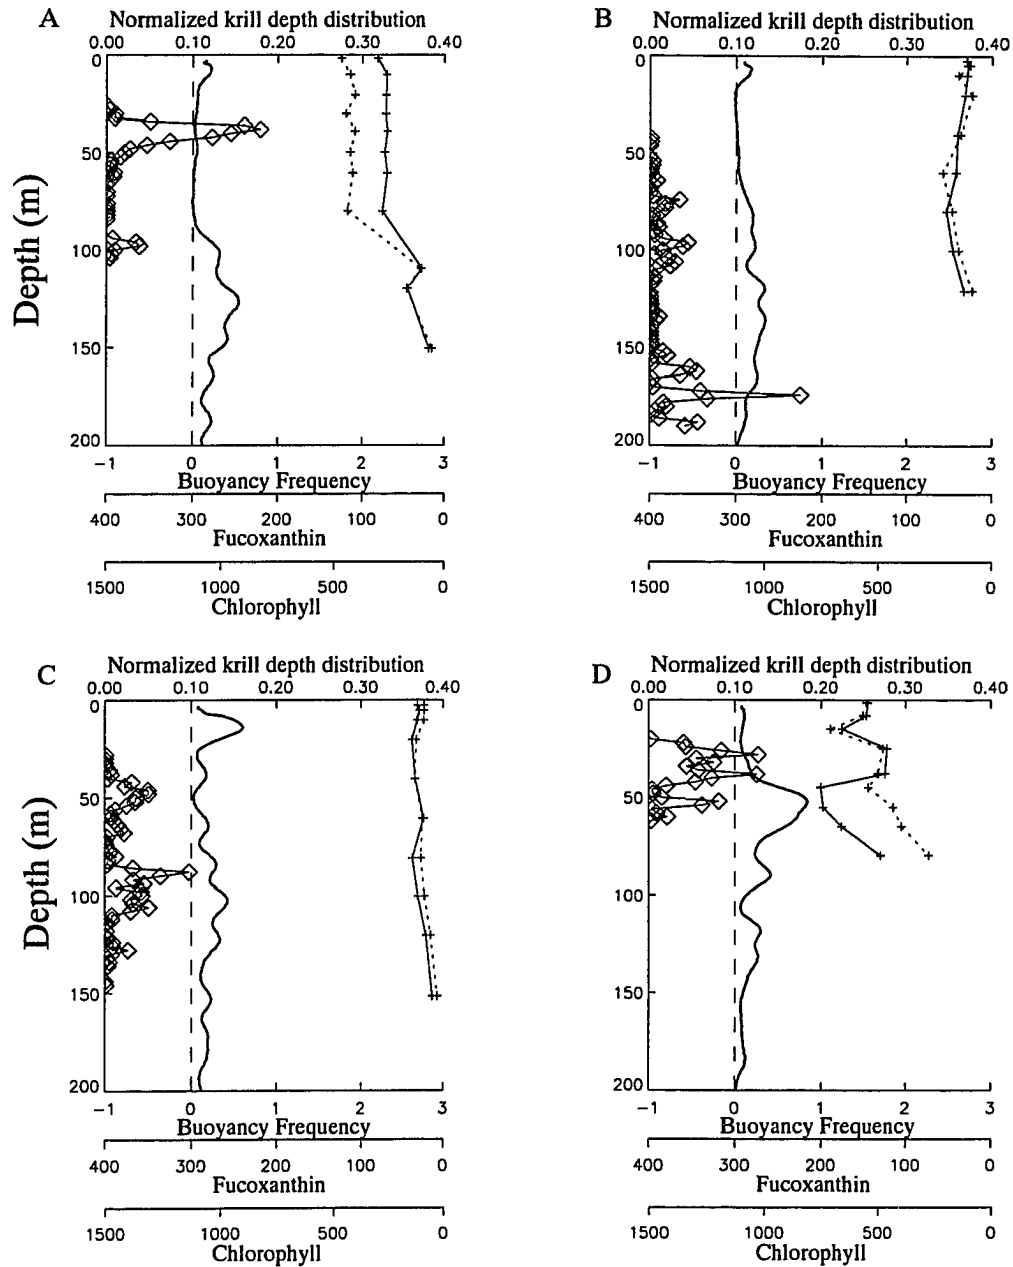 A
Normalized krill depth distribution
0.00 0.10 0.20 0.30 0.40
0
50
100
150
200
Depth (m)
-1 0 1 2 3
Buoyancy Frequency
400 300 200 100 0
Fucoxanthin
1500 1000 500 0
Chlorophyll
B
Normalized krill depth distribution
0.00 0.10 0.20 0.30 0.40
0
50
100
150
200
-1 0 1 2 3
Buoyancy Frequency
400 300 200 100 0
Fucoxanthin
1500 1000 500 0
Chlorophyll
C
Normalized krill depth distribution
0.00 0.10 0.20 0.30 0.40
0
50
100
150
200
Depth (m)
-1 0 1 2 3
Buoyancy Frequency
400 300 200 100 0
Fucoxanthin
1500 1000 500 0
Chlorophyll
D
Normalized krill depth distribution
0.00 0.10 0.20 0.30 0.40
0
50
100
150
200
-1 0 1 2 3
Buoyancy Frequency
400 300 200 100 0
Fucoxanthin
1500 1000 500 0
Chlorophyll